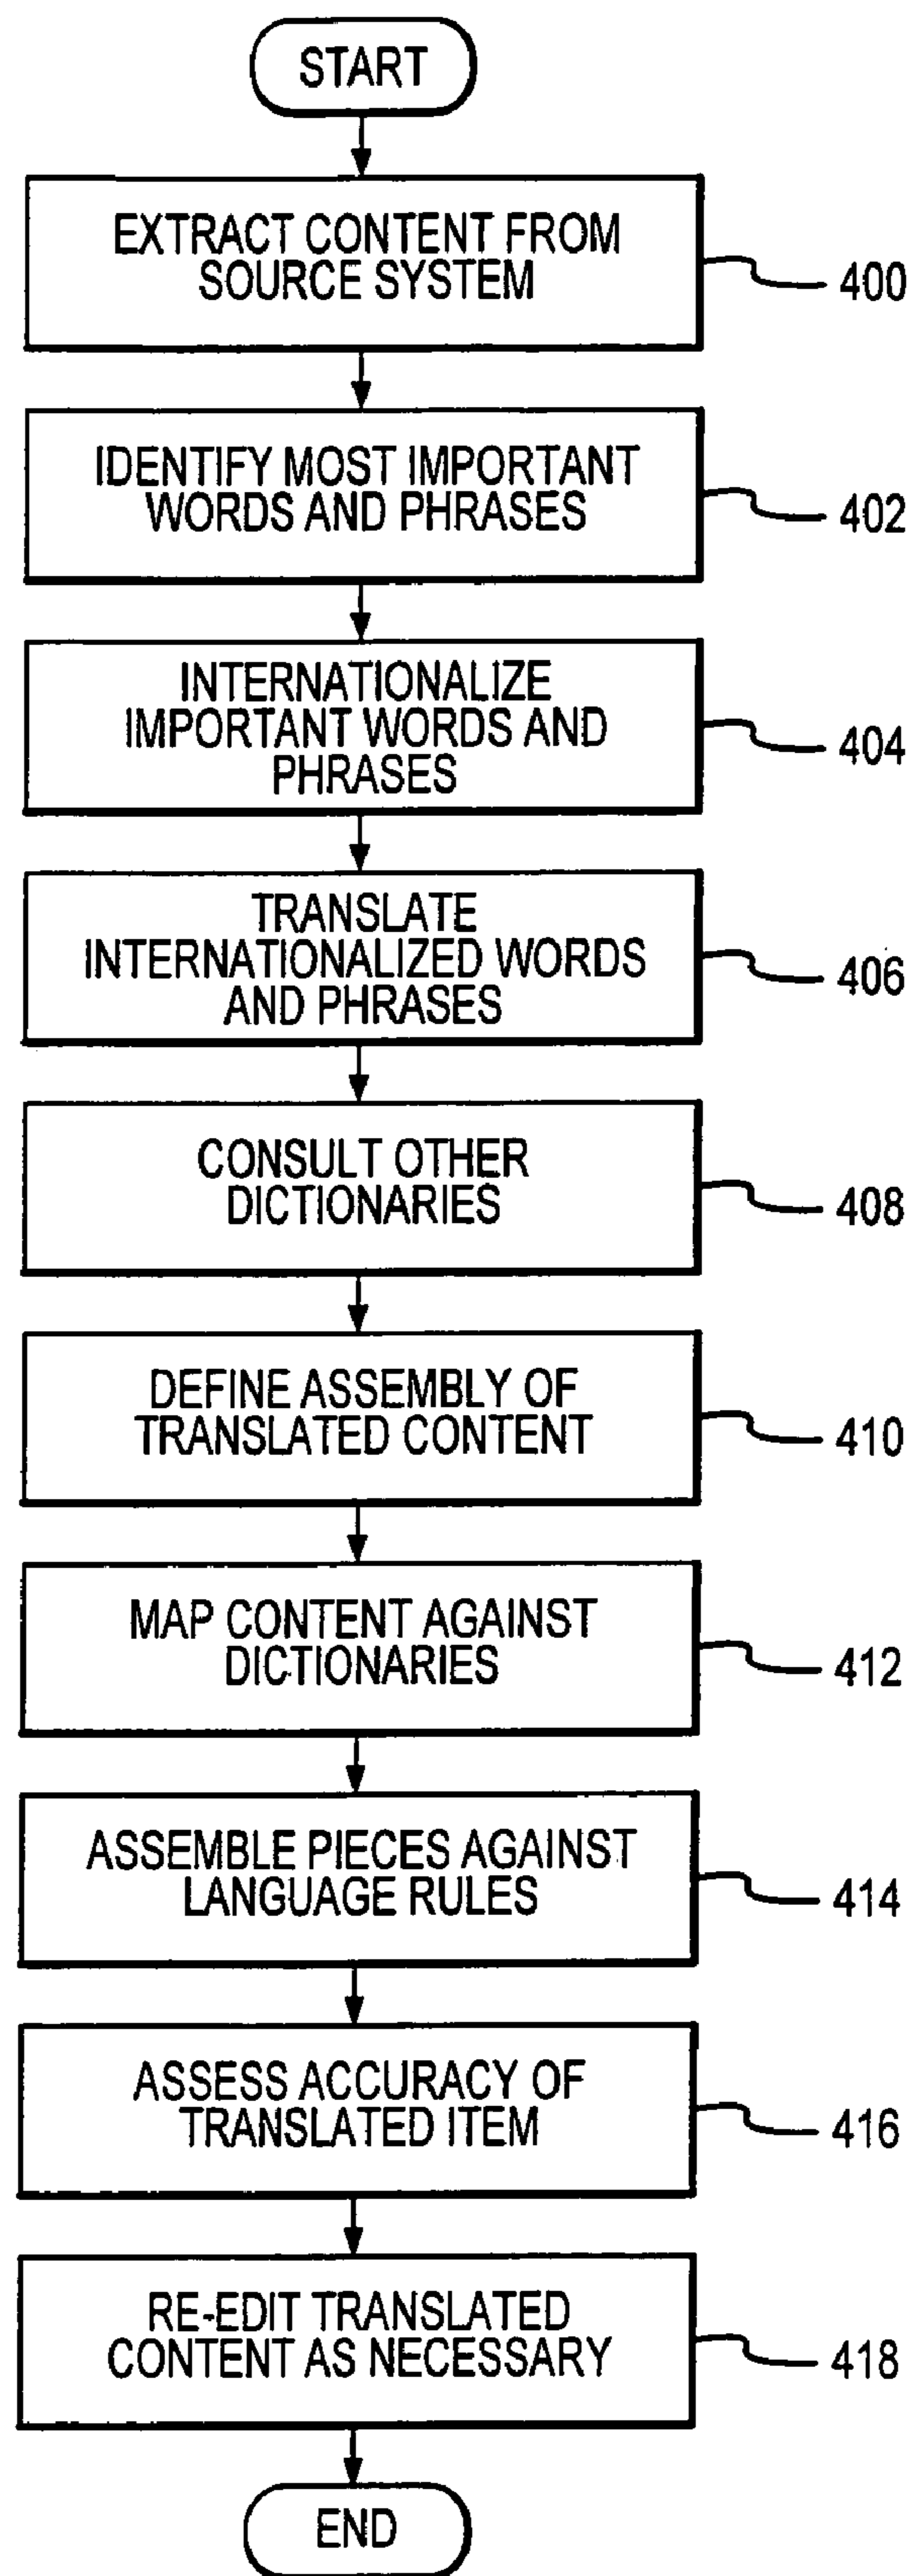 START
EXTRACT CONTENT FROM
SOURCE SYSTEM
400
IDENTIFY MOST IMPORTANT
WORDS AND PHRASES
402
INTERNATIONALIZE
IMPORTANT WORDS AND
PHRASES
404
TRANSLATE
INTERNATIONALIZED WORDS
AND PHRASES
406
CONSULT OTHER
DICTIONARIES
408
DEFINE ASSEMBLY OF
TRANSLATED CONTENT
410
MAP CONTENT AGAINST
DICTIONARIES
412
ASSEMBLE PIECES AGAINST
LANGUAGE RULES
414
ASSESS ACCURACY OF
TRANSLATED ITEM
416
RE-EDIT TRANSLATED
CONTENT AS NECESSARY
418
END